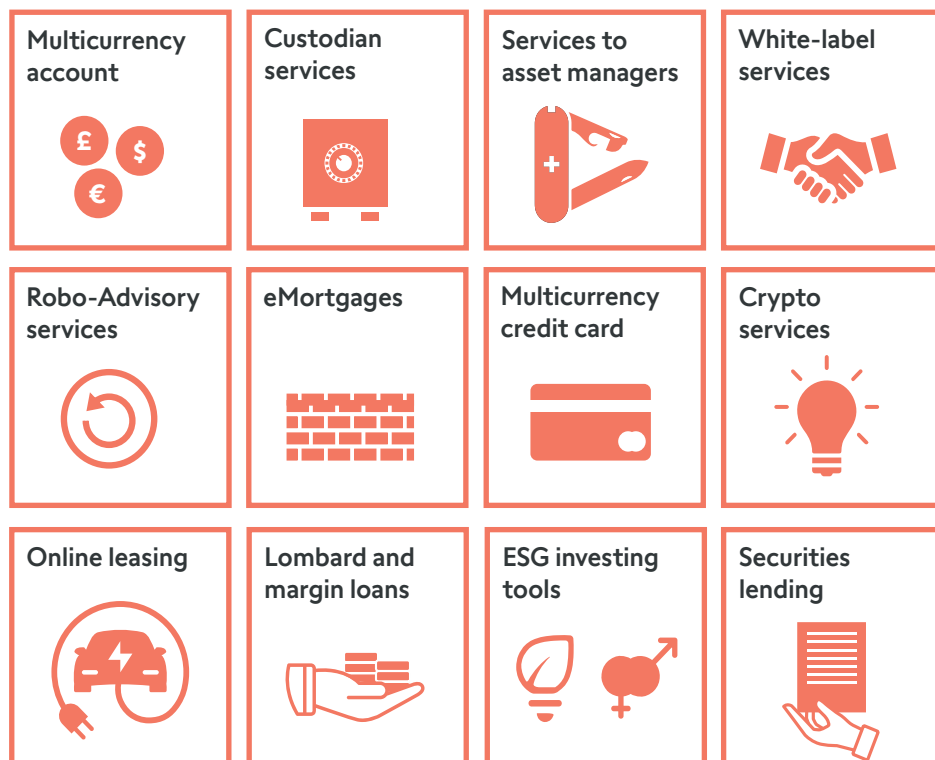 Multicurrency
account
£
$
€
Custodian
services
Services to
asset managers
White-label
services
Robo-Advisory
services
eMortgages
Multicurrency
credit card
Crypto
services
Online leasing
Lombard and
margin loans
ESG investing
tools
Securities
lending